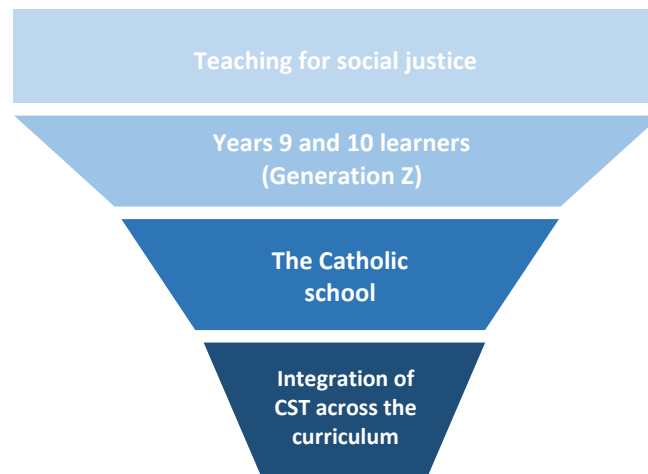 Teaching for social justice
Years 9 and 10 learners
(Generation Z)
The Catholic
school
Integration of
CST across the
curriculum